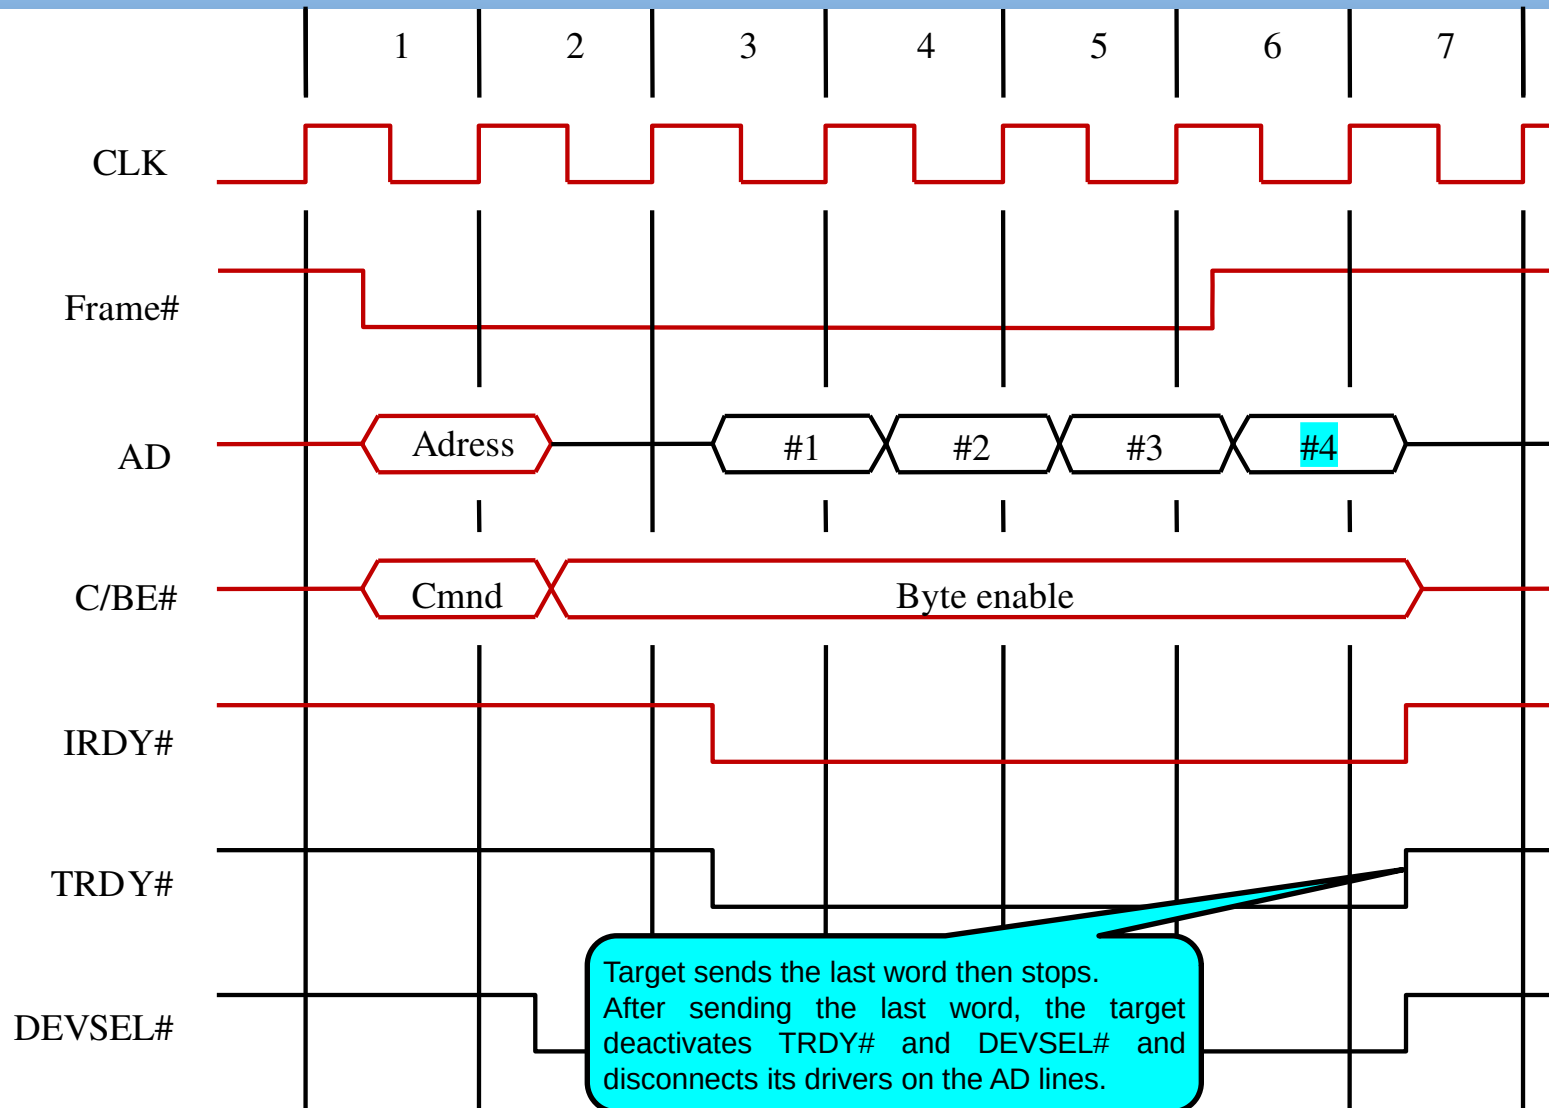 1 2 3 4 5 6 7
CLK
Frame#
AD Adress #1 #2 #3 #4
C/BE# Cmnd Byte enable
IRDY#
TRDY#
DEVSEL#
Target sends the last word then stops.
After sending the last word, the target
deactivates TRDY# and DEVSEL# and
disconnects its drivers on the AD lines.